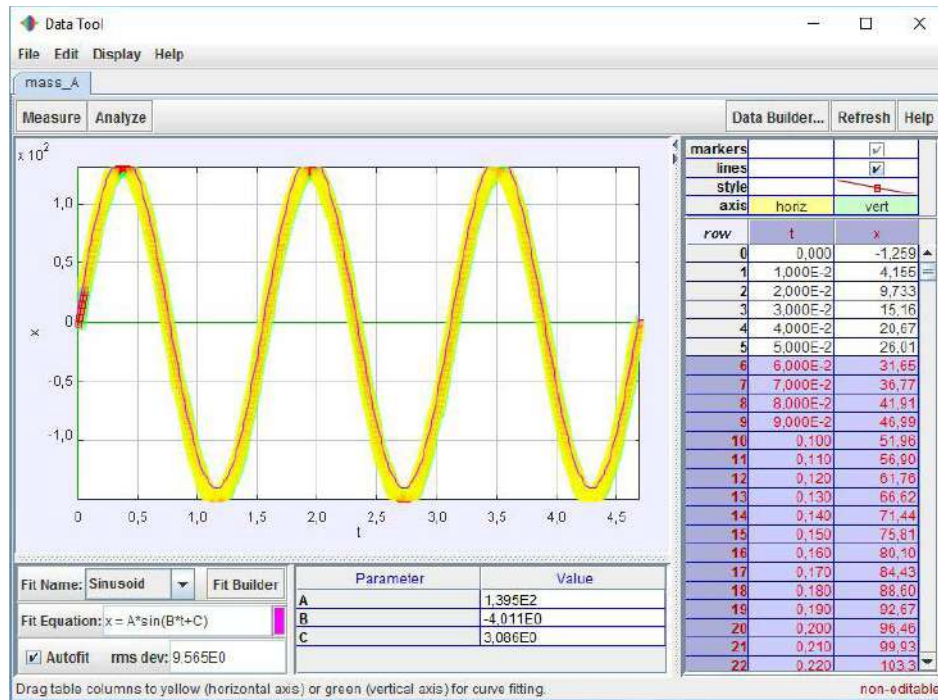 Data Tool
File Edit Display Help
mass_A
Measure Analyze
Data Builder... Refresh Help
x 10²
1,0
0,5
0
-0,5
-1,0
x
0 0,5 1,0 1,5 2,0 2,5 3,0 3,5 4,0 4,5
t
markers
lines
style
axis horiz vert
row t x
0 0,000 -1,259
1 1,000E-2 4,155
2 2,000E-2 9,733
3 3,000E-2 15,16
4 4,000E-2 20,67
5 5,000E-2 26,01
6 6,000E-2 31,65
7 7,000E-2 36,77
8 8,000E-2 41,91
9 9,000E-2 46,99
10 0,100 51,96
11 0,110 56,90
12 0,120 61,76
13 0,130 66,62
14 0,140 71,44
15 0,150 75,81
16 0,160 80,10
17 0,170 84,43
18 0,180 88,60
19 0,190 92,67
20 0,200 96,46
21 0,210 99,93
22 0,220 103,3
Fit Name: Sinusoid Fit Builder
Fit Equation: x = A*sin(B*t+C)
Autofit rms dev: 9,565E0
Parameter Value
A 1,395E2
B -4,011E0
C 3,086E0
Drag table columns to yellow (horizontal axis) or green (vertical axis) for curve fitting.
non-editable